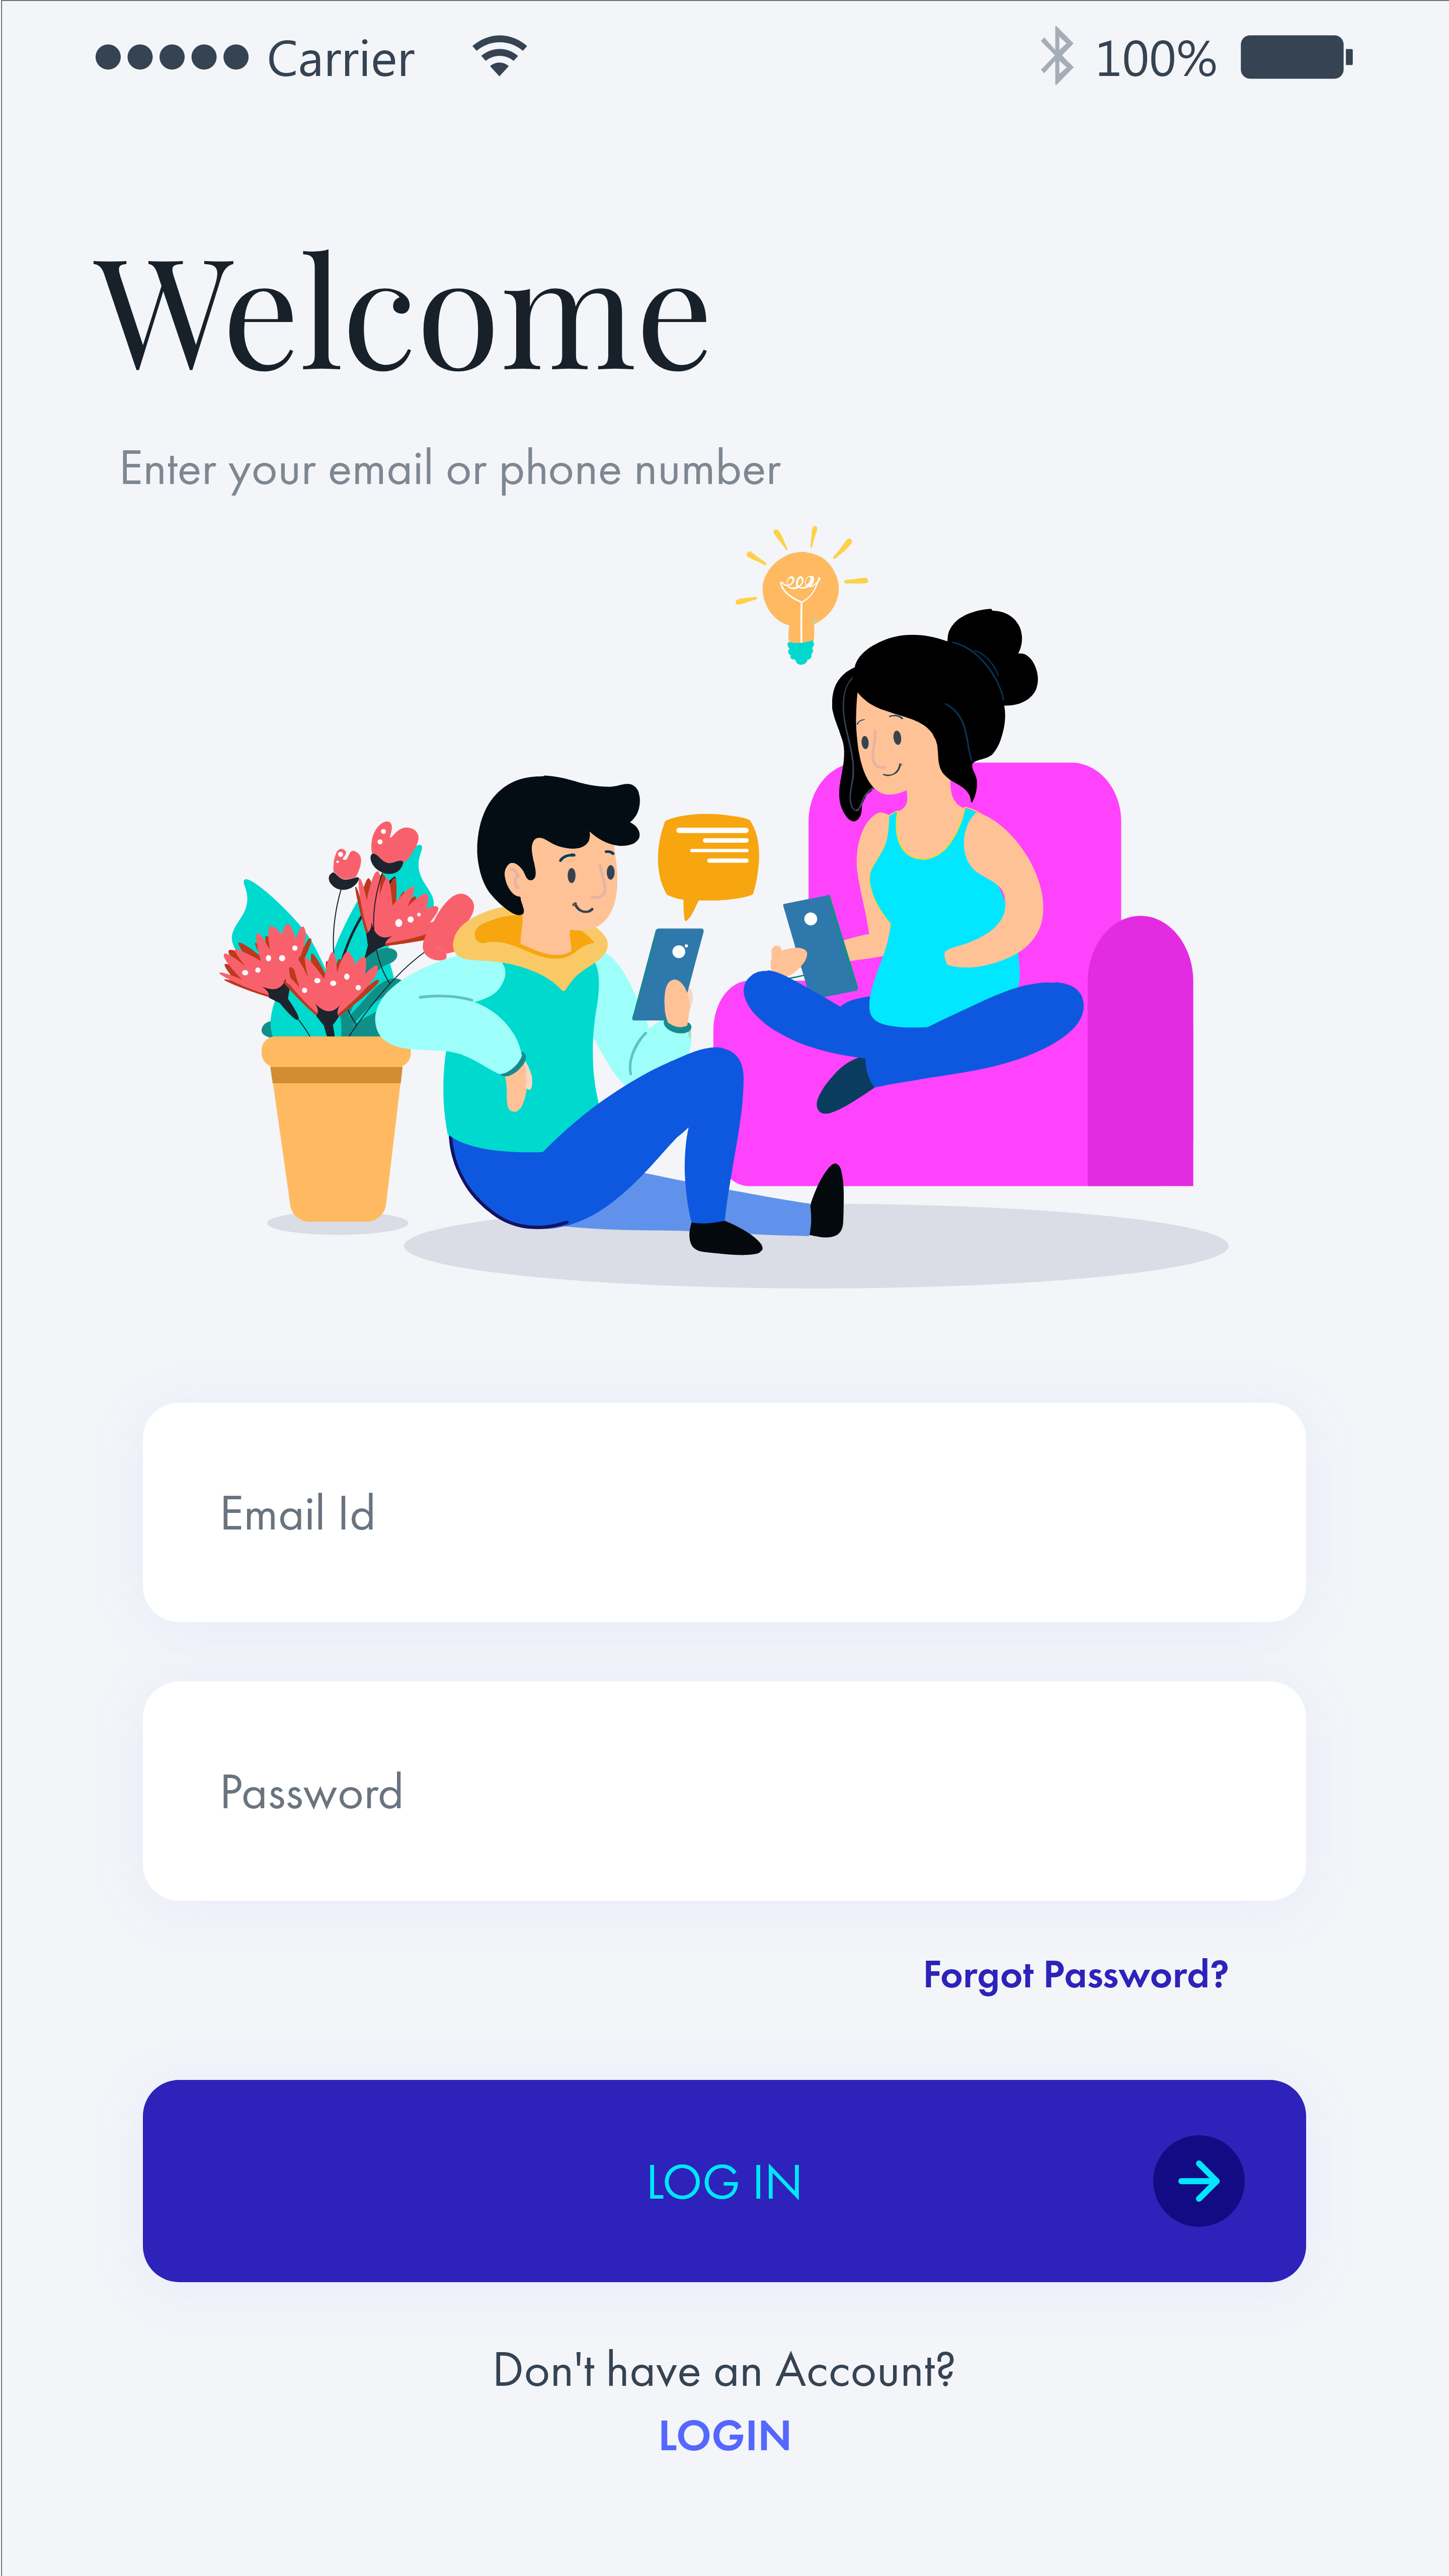 Carrier 100%
Welcome
Enter your email or phone number
Email Id
Password
Forgot Password?
LOG IN
Don't have an Account?
LOGIN